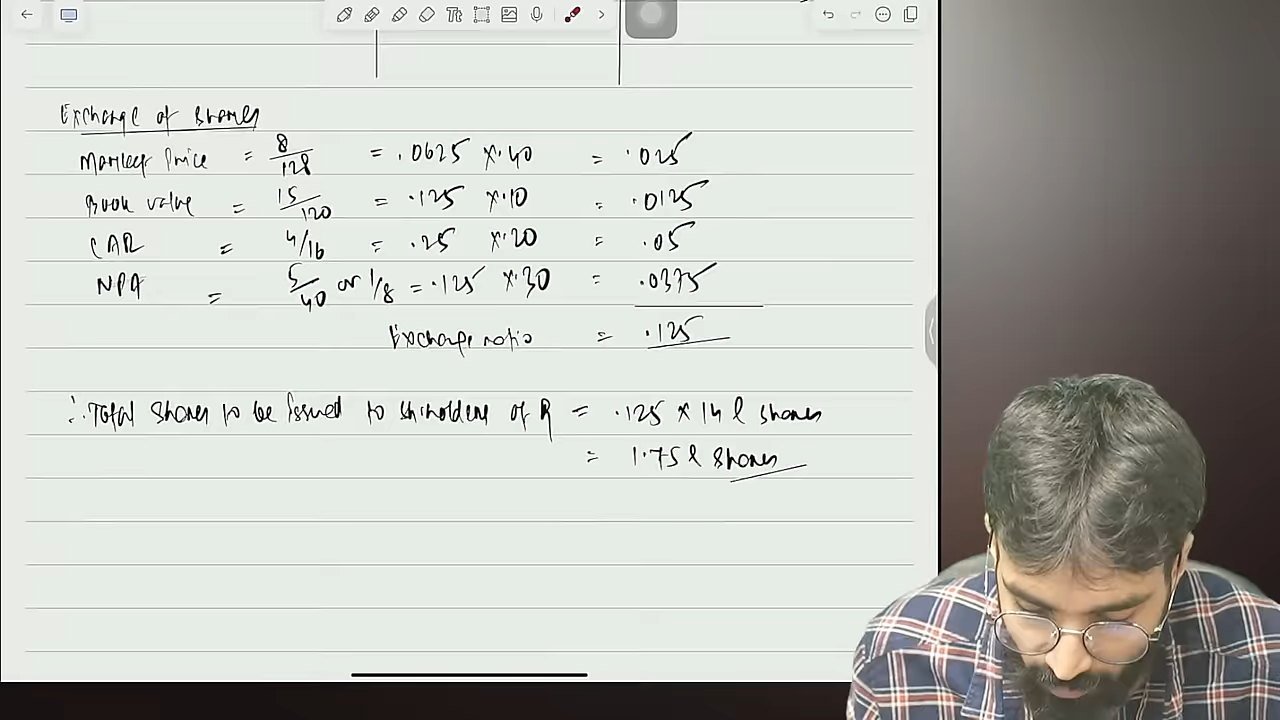 Exchange of Shares
Market Price = 8/128 = .0625 × .40 = .025
Book value = 15/120 = .125 × .10 = .0125
CAR = 4/16 = .25 × .20 = .05
NPA = 5/40 or 1/8 = .125 × .30 = .0375
Exchange ratio = .125
∴ Total Shares to be issued to shholders of R = .125 × 14 l shares
= 1.75 l shares